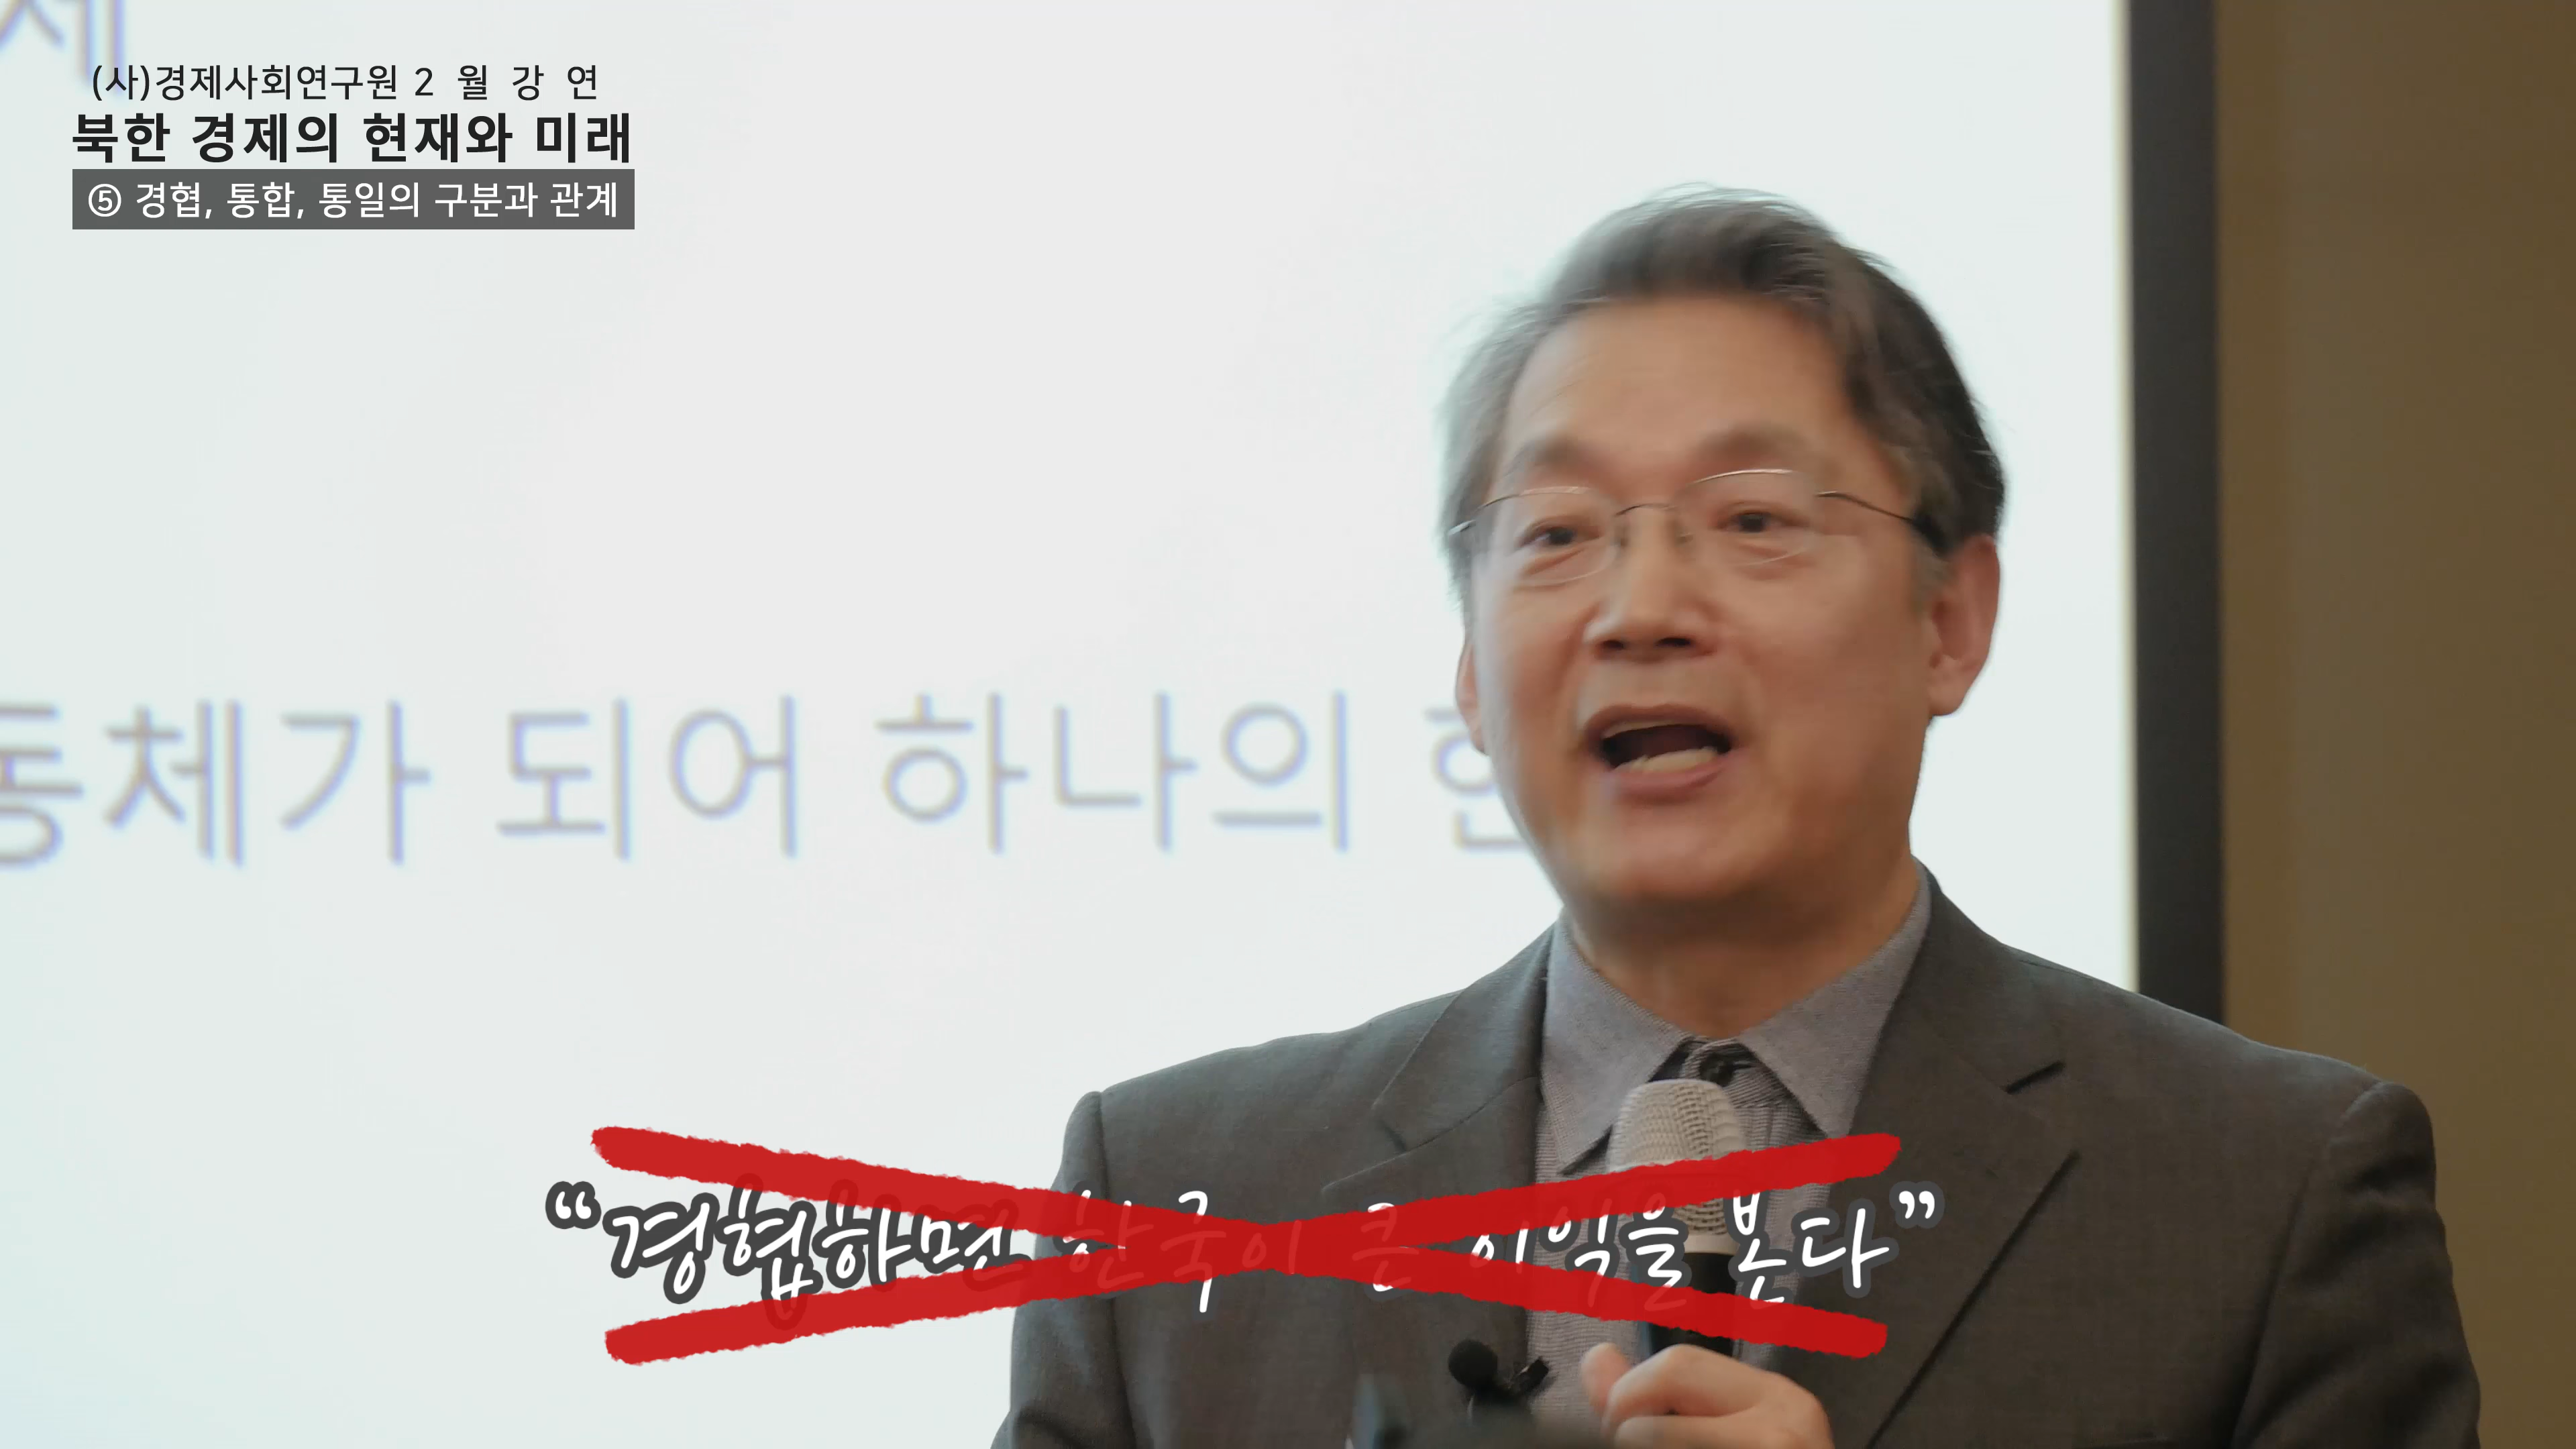 (사)경제사회연구원 2 월 강 연
북한 경제의 현재와 미래
⑤ 경협, 통합, 통일의 구분과 관계
제
동체가 되어 하나의
“경협하면 한국이 큰 이익을 본다”